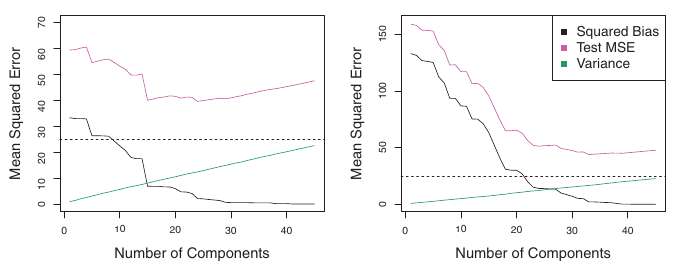 Mean Squared Error
70
60
50
40
30
20
10
0
0 10 20 30 40
Number of Components
Mean Squared Error
150
100
50
0
0 10 20 30 40
Number of Components
Squared Bias
Test MSE
Variance